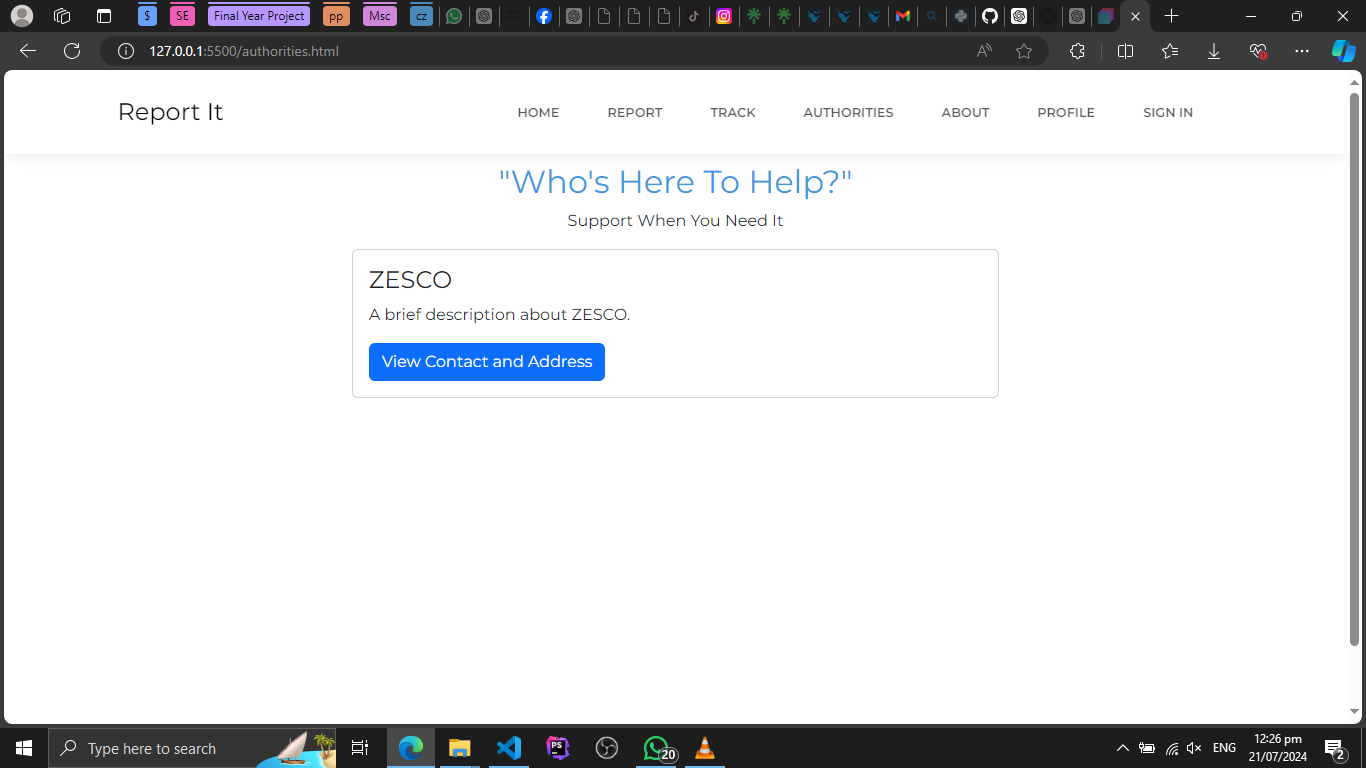 $ SE Final Year Project pp Msc cz
127.0.0.1:5500/authorities.html
Report It
HOME REPORT TRACK AUTHORITIES ABOUT PROFILE SIGN IN
"Who's Here To Help?"
Support When You Need It
ZESCO
A brief description about ZESCO.
View Contact and Address
Type here to search
PS
20
ENG
12:26 pm
21/07/2024
2